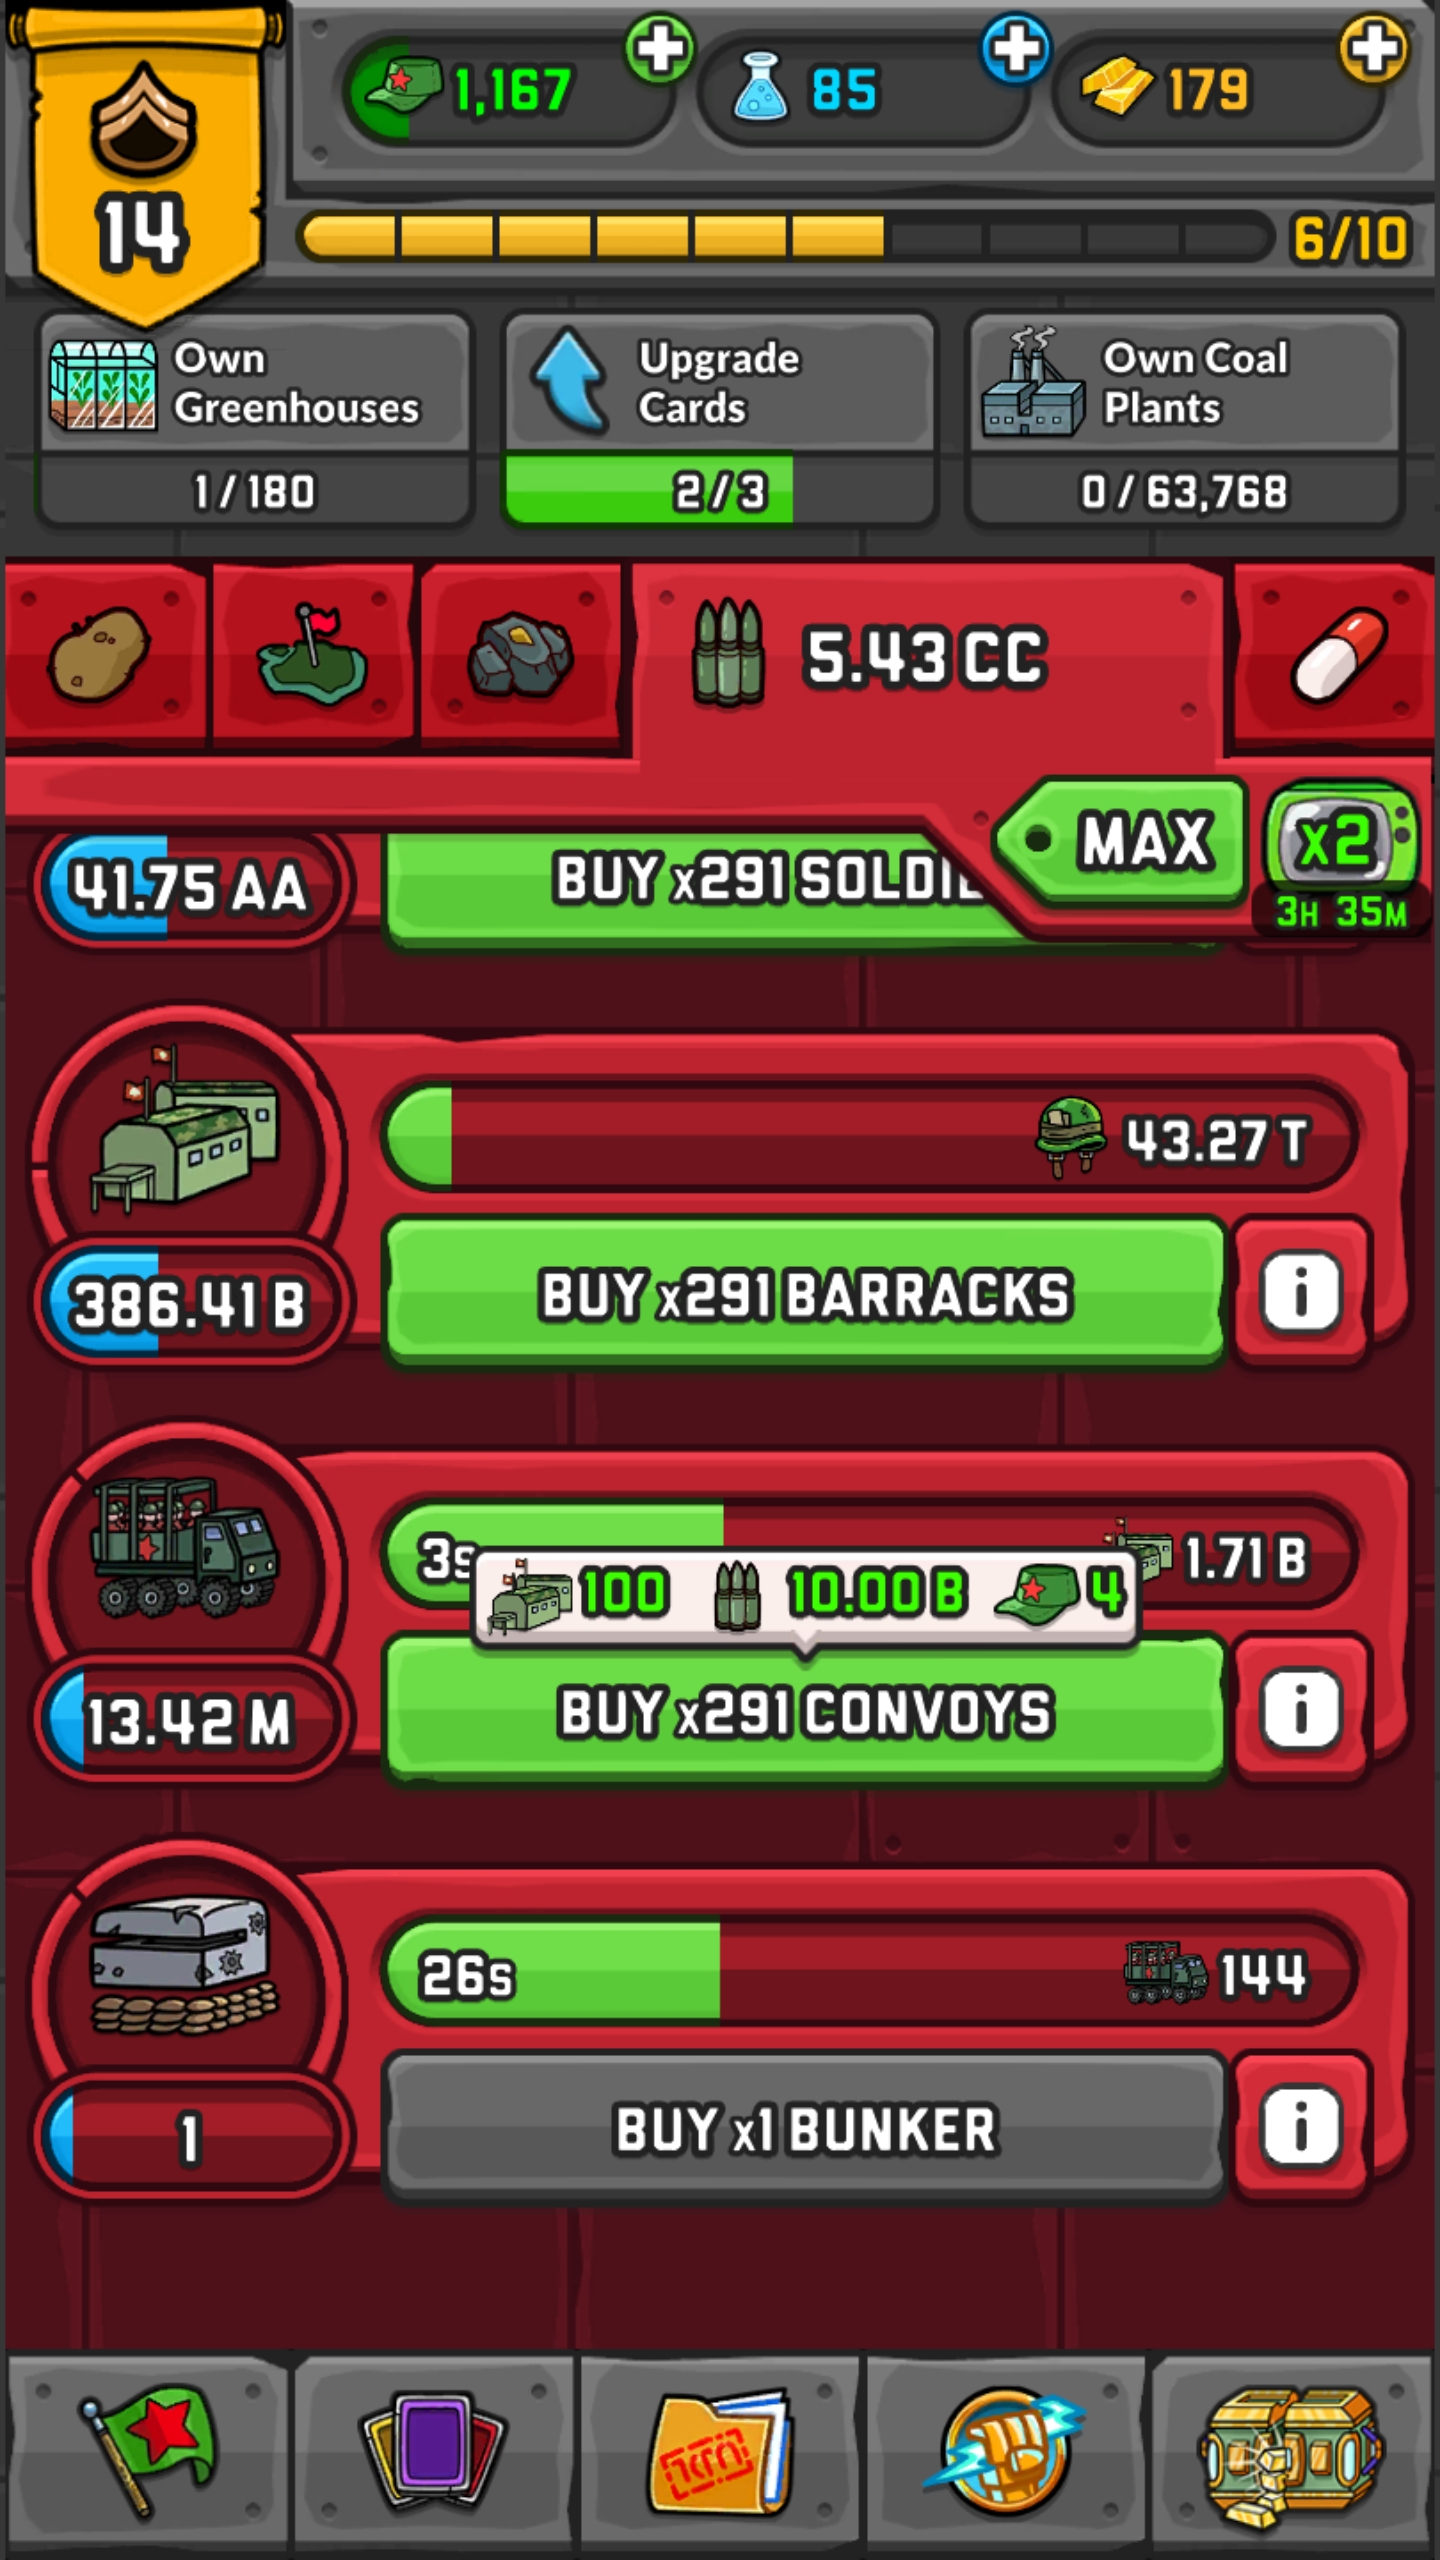 1,167
85
179
14
6/10
Own
Greenhouses
1/180
Upgrade
Cards
2/3
Own Coal
Plants
0/63,768
5.43 CC
MAX
x2
3H 35M
41.75 AA
BUY x291 SOLDIE
43.27 T
386.41 B
BUY x291 BARRACKS
i
3s
1.71 B
100
10.00 B
4
13.42 M
BUY x291 CONVOYS
i
26s
144
1
BUY x1 BUNKER
i